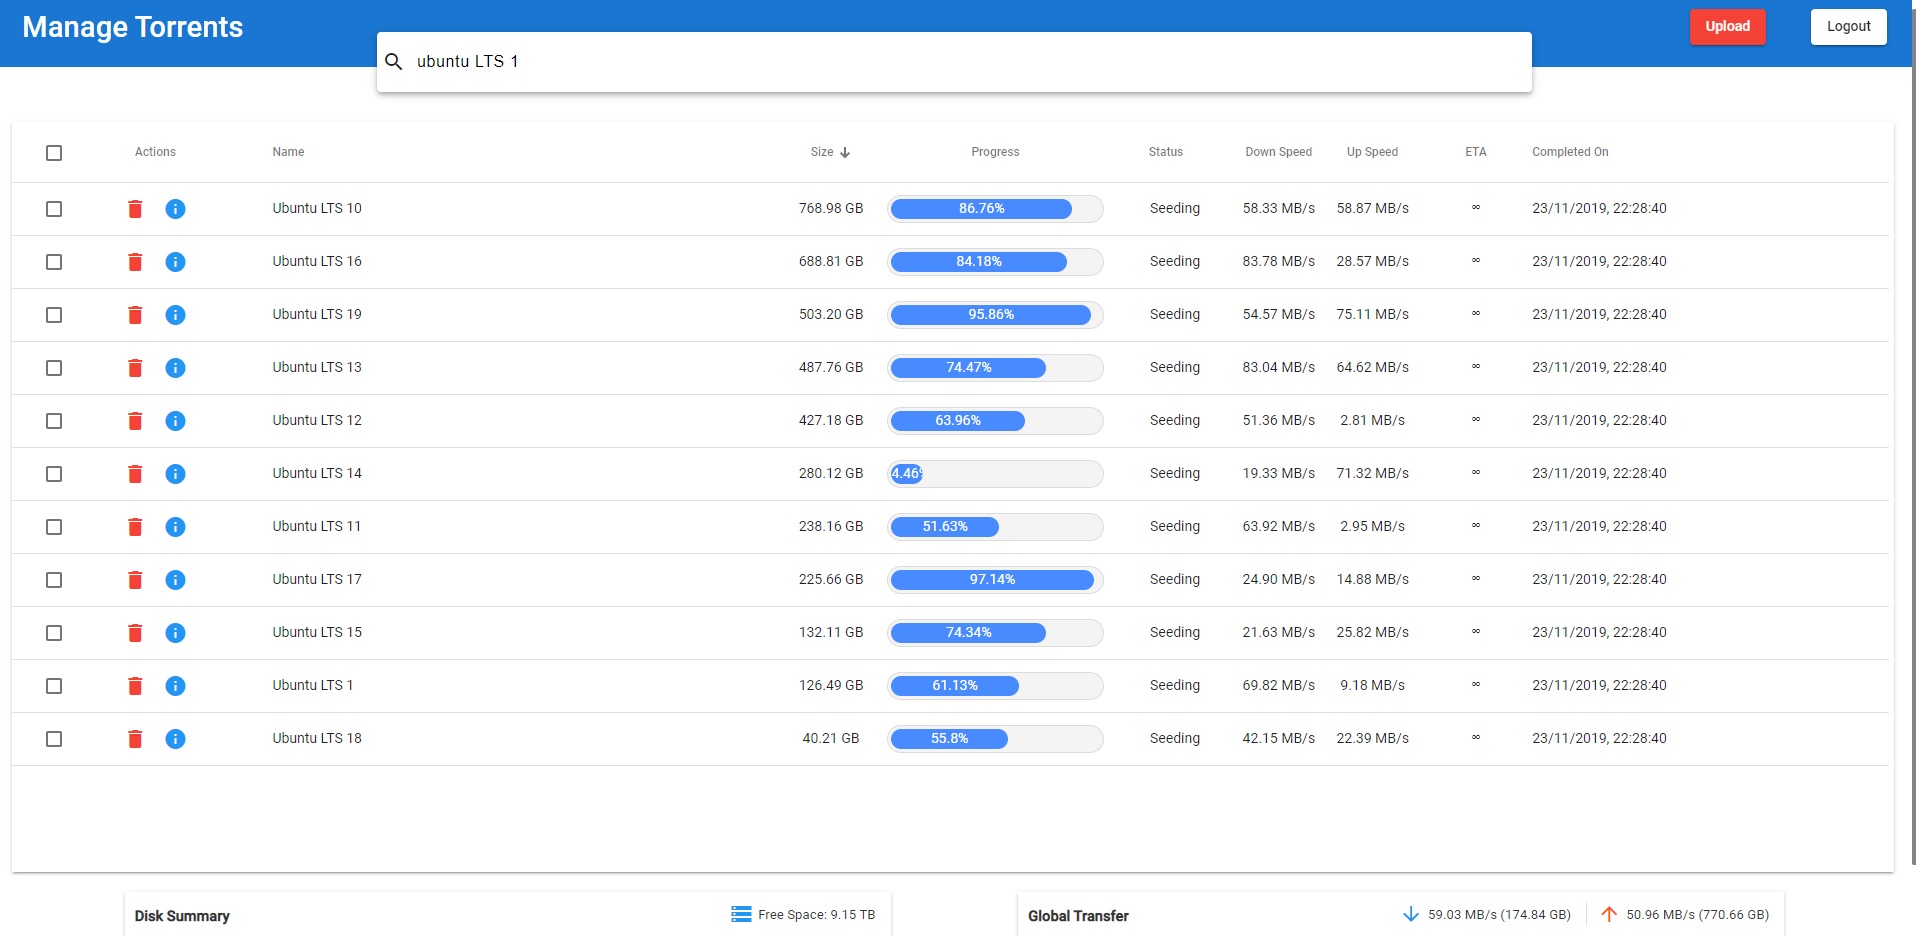 Manage Torrents
Upload
Logout
ubuntu LTS 1
Actions Name Size Progress Status Down Speed Up Speed ETA Completed On
Ubuntu LTS 10 768.98 GB 86.76% Seeding 58.33 MB/s 58.87 MB/s ∞ 23/11/2019, 22:28:40
Ubuntu LTS 16 688.81 GB 84.18% Seeding 83.78 MB/s 28.57 MB/s ∞ 23/11/2019, 22:28:40
Ubuntu LTS 19 503.20 GB 95.86% Seeding 54.57 MB/s 75.11 MB/s ∞ 23/11/2019, 22:28:40
Ubuntu LTS 13 487.76 GB 74.47% Seeding 83.04 MB/s 64.62 MB/s ∞ 23/11/2019, 22:28:40
Ubuntu LTS 12 427.18 GB 63.96% Seeding 51.36 MB/s 2.81 MB/s ∞ 23/11/2019, 22:28:40
Ubuntu LTS 14 280.12 GB Seeding 19.33 MB/s 71.32 MB/s ∞ 23/11/2019, 22:28:40
Ubuntu LTS 11 238.16 GB 51.63% Seeding 63.92 MB/s 2.95 MB/s ∞ 23/11/2019, 22:28:40
Ubuntu LTS 17 225.66 GB 97.14% Seeding 24.90 MB/s 14.88 MB/s ∞ 23/11/2019, 22:28:40
Ubuntu LTS 15 132.11 GB 74.34% Seeding 21.63 MB/s 25.82 MB/s ∞ 23/11/2019, 22:28:40
Ubuntu LTS 1 126.49 GB 61.13% Seeding 69.82 MB/s 9.18 MB/s ∞ 23/11/2019, 22:28:40
Ubuntu LTS 18 40.21 GB 55.8% Seeding 42.15 MB/s 22.39 MB/s ∞ 23/11/2019, 22:28:40
Disk Summary Free Space: 9.15 TB
Global Transfer 59.03 MB/s (174.84 GB) 50.96 MB/s (770.66 GB)